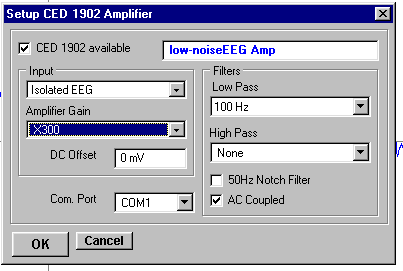 Setup CED 1902 Amplifier
CED 1902 available
low-noiseEEG Amp
Input
Isolated EEG
Amplifier Gain
X300
DC Offset
0 mV
Com. Port
COM1
Filters
Low Pass
100 Hz
High Pass
None
50Hz Notch Filter
AC Coupled
OK
Cancel